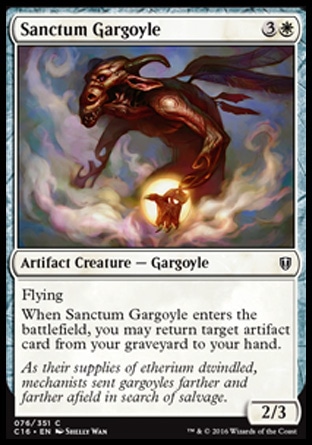 Sanctum Gargoyle 3
Artifact Creature — Gargoyle
Flying
When Sanctum Gargoyle enters the
battlefield, you may return target artifact
card from your graveyard to your hand.
As their supplies of etherium dwindled,
mechanists sent gargoyles farther and
farther afield in search of salvage.
2/3
076/351 C
C16 • EN Shelly Wan ™ & © 2016 Wizards of the Coast